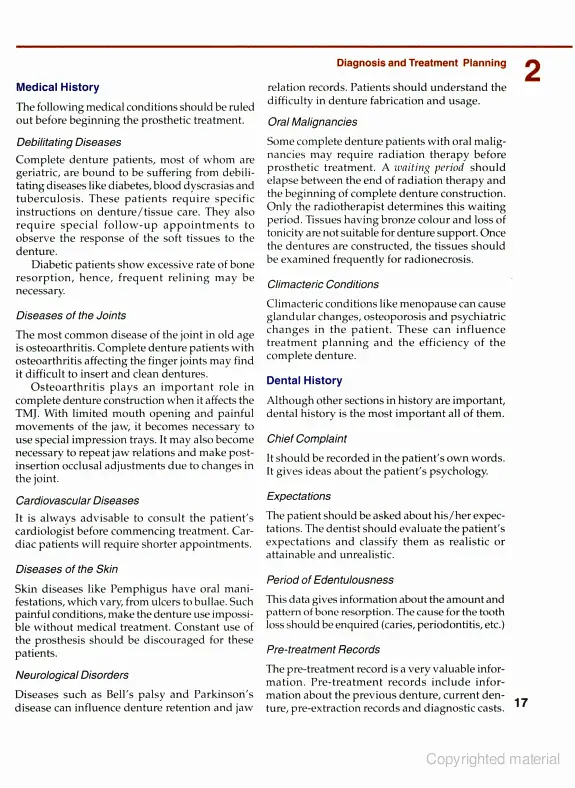 Diagnosis and Treatment Planning
2
Medical History
The following medical conditions should be ruled
out before beginning the prosthetic treatment.
Debilitating Diseases
Complete denture patients, most of whom are
geriatric, are bound to be suffering from debili-
tating diseases like diabetes, blood dyscrasias and
tuberculosis. These patients require specific
instructions on denture/tissue care. They also
require special follow-up appointments to
observe the response of the soft tissues to the
denture.
Diabetic patients show excessive rate of bone
resorption, hence, frequent relining may be
necessary.
Diseases of the Joints
The most common disease of the joint in old age
is osteoarthritis. Complete denture patients with
osteoarthritis affecting the finger joints may find
it difficult to insert and clean dentures.
Osteoarthritis plays an important role in
complete denture construction when it affects the
TMJ. With limited mouth opening and painful
movements of the jaw, it becomes necessary to
use special impression trays. It may also become
necessary to repeat jaw relations and make post-
insertion occlusal adjustments due to changes in
the joint.
Cardiovascular Diseases
It is always advisable to consult the patient's
cardiologist before commencing treatment. Car-
diac patients will require shorter appointments.
Diseases of the Skin
Skin diseases like Pemphigus have oral mani-
festations, which vary, from ulcers to bullae. Such
painful conditions, make the denture use impossi-
ble without medical treatment. Constant use of
the prosthesis should be discouraged for these
patients.
Neurological Disorders
Diseases such as Bell's palsy and Parkinson's
disease can influence denture retention and jaw
relation records. Patients should understand the
difficulty in denture fabrication and usage.
Oral Malignancies
Some complete denture patients with oral malig-
nancies may require radiation therapy before
prosthetic treatment. A waiting period should
elapse between the end of radiation therapy and
the beginning of complete denture construction.
Only the radiotherapist determines this waiting
period. Tissues having bronze colour and loss of
tonicity are not suitable for denture support. Once
the dentures are constructed, the tissues should
be examined frequently for radionecrosis.
Climacteric Conditions
Climacteric conditions like menopause can cause
glandular changes, osteoporosis and psychiatric
changes in the patient. These can influence
treatment planning and the efficiency of the
complete denture.
Dental History
Although other sections in history are important,
dental history is the most important all of them.
Chief Complaint
It should be recorded in the patient's own words.
It gives ideas about the patient's psychology.
Expectations
The patient should be asked about his/her expec-
tations. The dentist should evaluate the patient's
expectations and classify them as realistic or
attainable and unrealistic.
Period of Edentulousness
This data gives information about the amount and
pattern of bone resorption. The cause for the tooth
loss should be enquired (caries, periodontitis, etc.)
Pre-treatment Records
The pre-treatment record is a very valuable infor-
mation. Pre-treatment records include infor-
mation about the previous denture, current den-
ture, pre-extraction records and diagnostic casts.
17
Copyrighted material